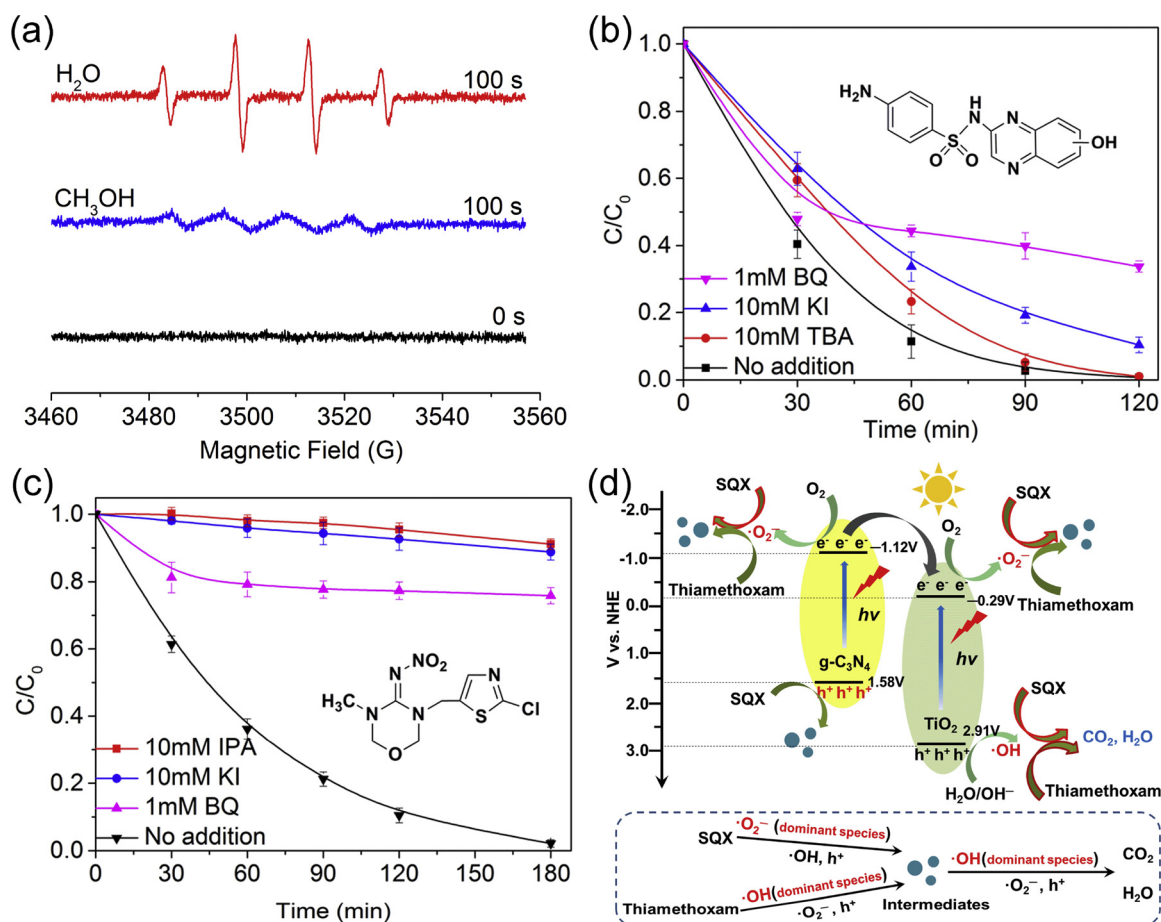 (a)
H₂O
100 s
CH₃OH
100 s
0 s
3460 3480 3500 3520 3540 3560
Magnetic Field (G)
(b)
C/C₀
1.0
0.8
0.6
0.4
0.2
0.0
H₂N
H
N
N
S
O O
N
OH
1mM BQ
10mM KI
10mM TBA
No addition
0 30 60 90 120
Time (min)
(c)
C/C₀
1.0
0.8
0.6
0.4
0.2
0.0
NO₂
N
H₃C
N
N
O
N
S
Cl
10mM IPA
10mM KI
1mM BQ
No addition
0 30 60 90 120 150 180
Time (min)
(d)
V vs. NHE
-2.0
-1.0
0.0
1.0
2.0
3.0
SQX
O₂
·O₂⁻
Thiamethoxam
e⁻ e⁻ e⁻
—1.12V
hv
g-C₃N₄
h⁺ h⁺ h⁺
1.58V
SQX
O₂
SQX
·O₂⁻
Thiamethoxam
e⁻ e⁻ e⁻
—0.29V
hv
TiO₂
2.91V
h⁺ h⁺ h⁺
·OH
H₂O/OH⁻
SQX
CO₂, H₂O
Thiamethoxam
SQX
·O₂⁻ (dominant species)
·OH, h⁺
Thiamethoxam
·OH(dominant species)
·O₂⁻, h⁺
Intermediates
·OH(dominant species)
·O₂⁻, h⁺
CO₂
H₂O